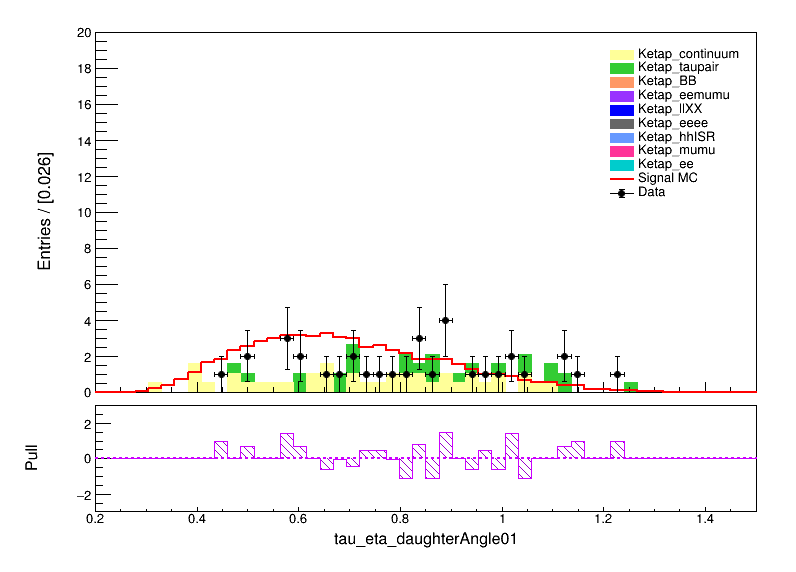 20
18
16
14
12
10
8
6
4
2
0
Entries / [0.026]
Ketap_continuum
Ketap_taupair
Ketap_BB
Ketap_eemumu
Ketap_llXX
Ketap_eeee
Ketap_hhISR
Ketap_mumu
Ketap_ee
Signal MC
Data
2
0
−2
Pull
0.2 0.4 0.6 0.8 1 1.2 1.4
tau_eta_daughterAngle01